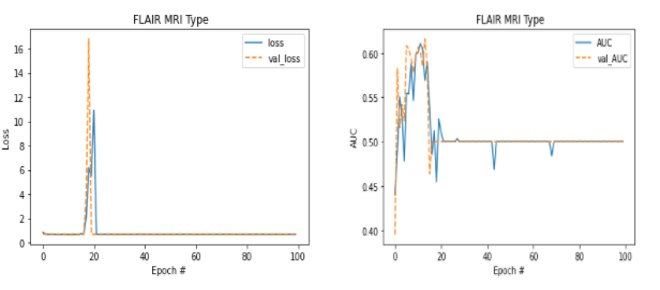 FLAIR MRI Type
Loss
16
14
12
10
8
6
4
2
0
0
20
40
60
80
100
Epoch #
loss
val_loss
FLAIR MRI Type
AUC
0.60
0.55
0.50
0.45
0.40
0
20
40
60
80
100
Epoch #
AUC
val_AUC